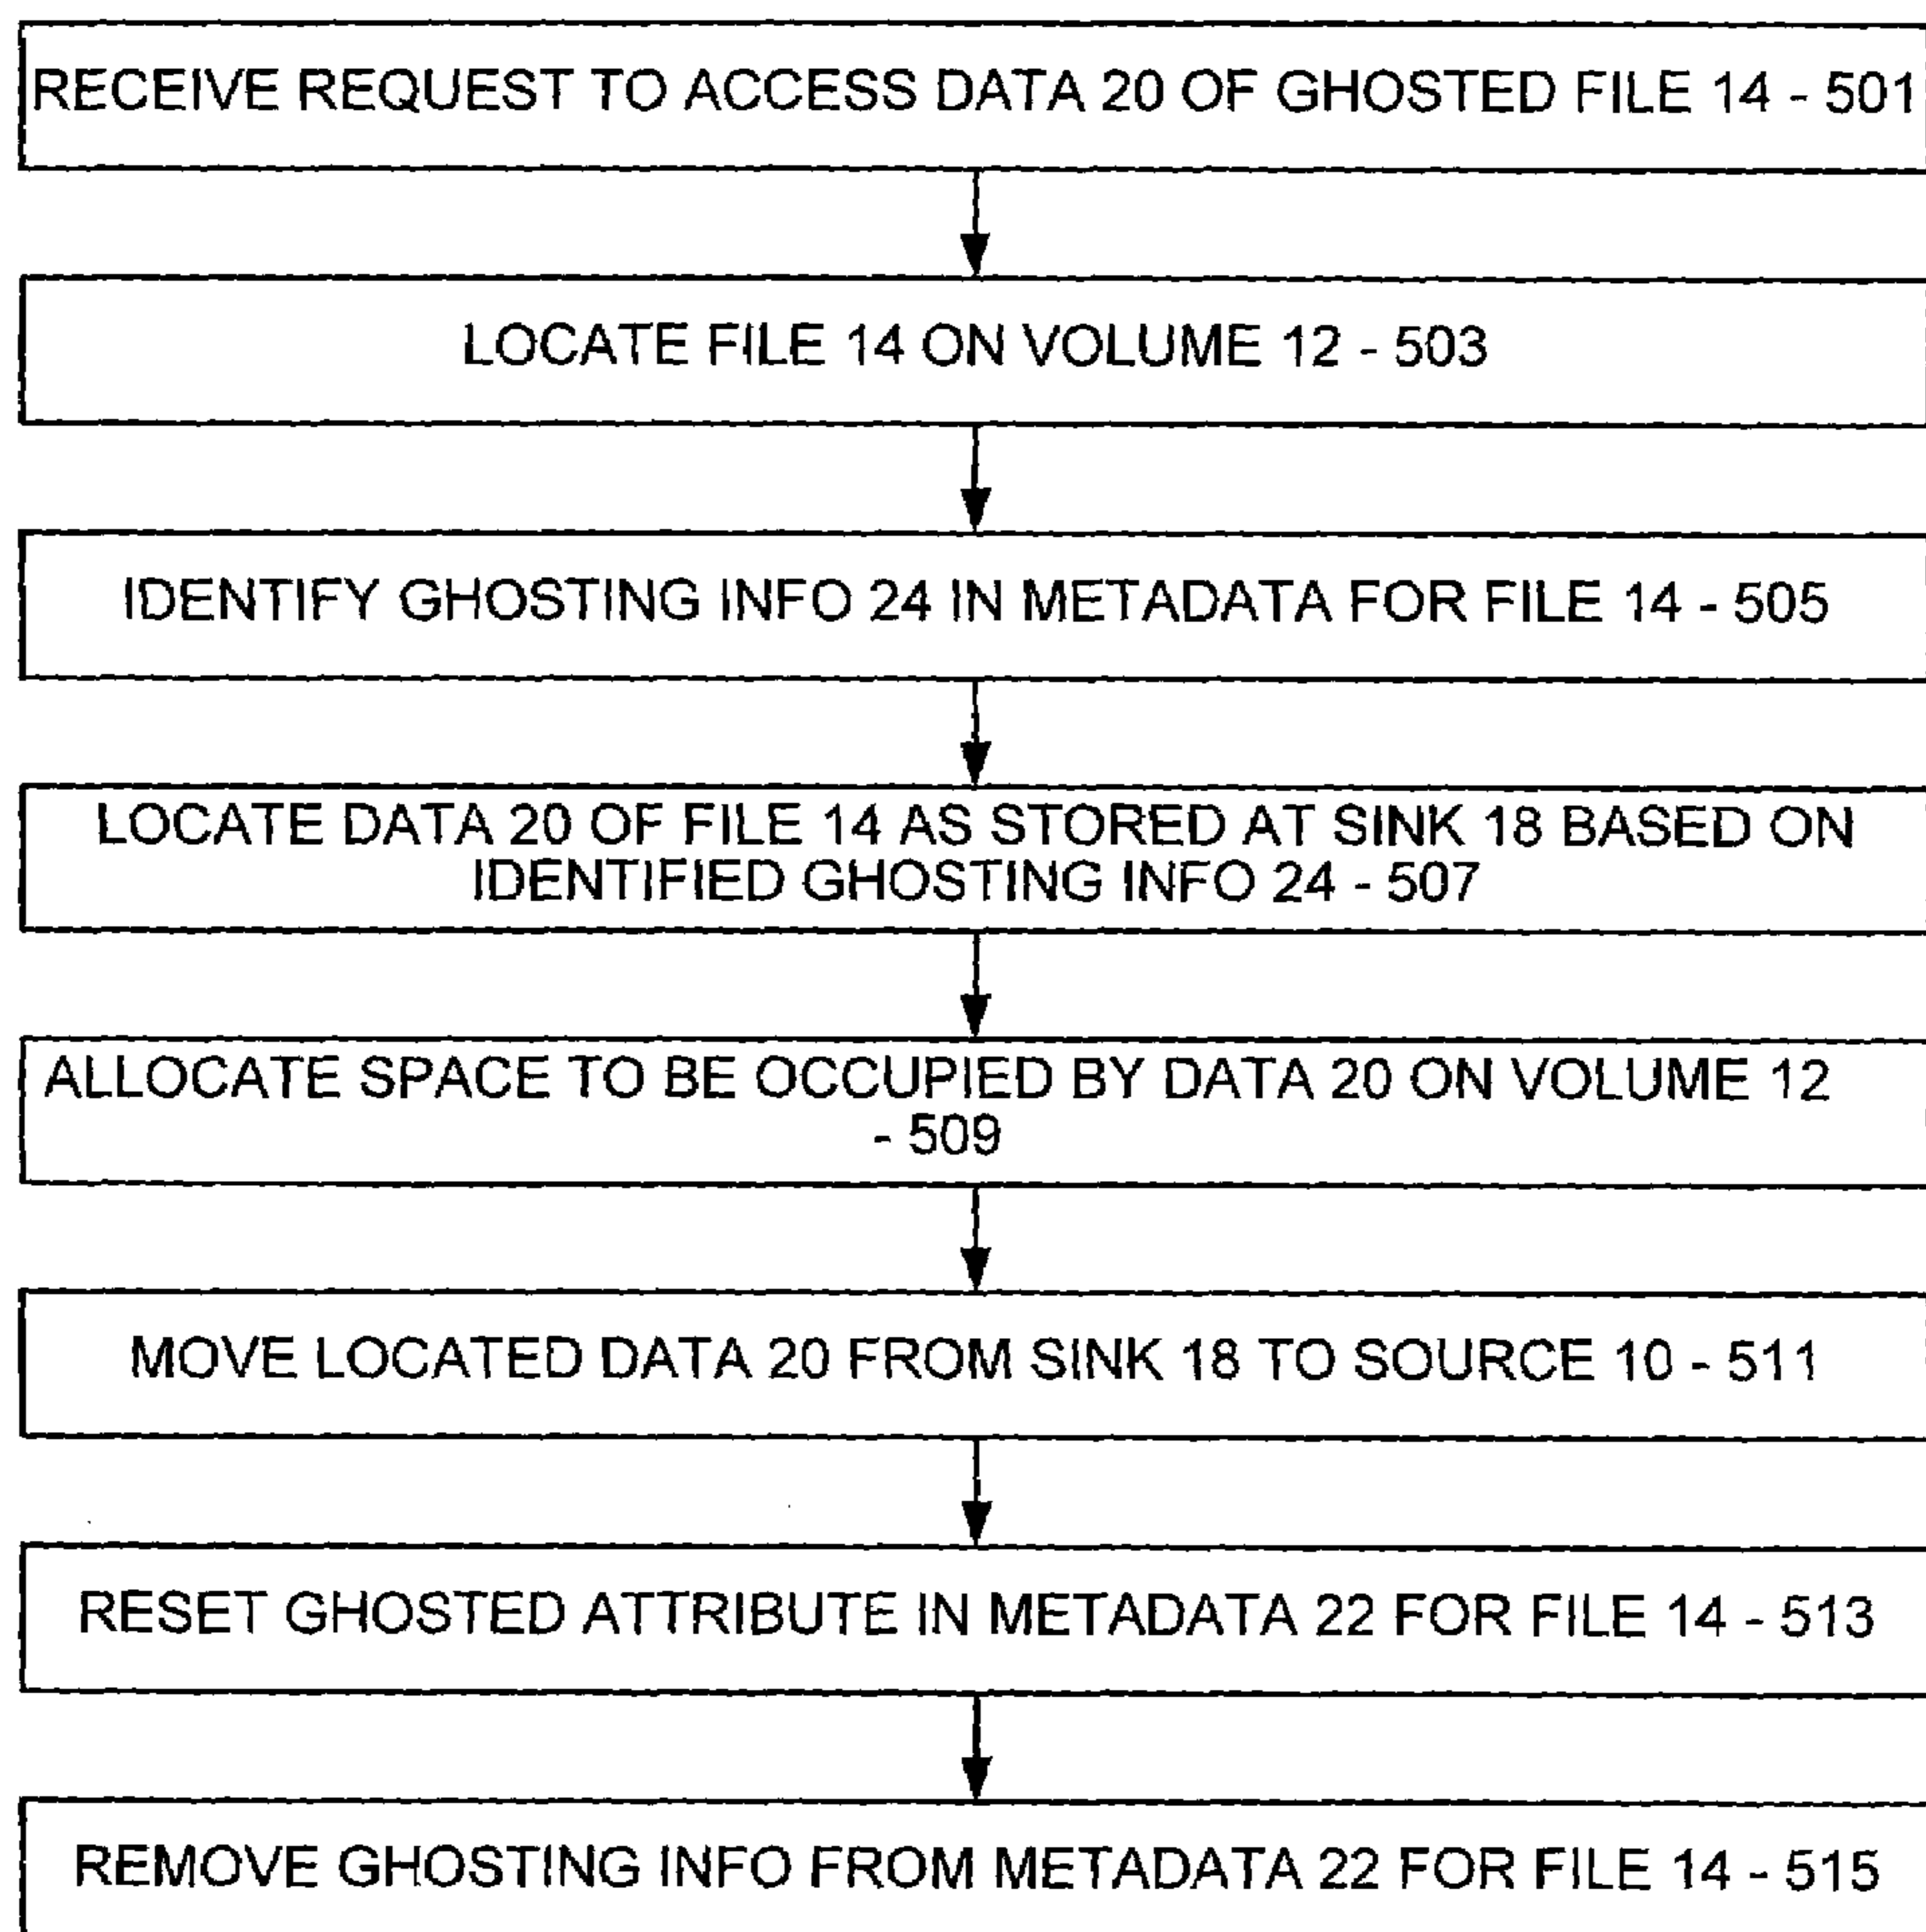 RECEIVE REQUEST TO ACCESS DATA 20 OF GHOSTED FILE 14 - 501
LOCATE FILE 14 ON VOLUME 12 - 503
IDENTIFY GHOSTING INFO 24 IN METADATA FOR FILE 14 - 505
LOCATE DATA 20 OF FILE 14 AS STORED AT SINK 18 BASED ON
IDENTIFIED GHOSTING INFO 24 - 507
ALLOCATE SPACE TO BE OCCUPIED BY DATA 20 ON VOLUME 12
- 509
MOVE LOCATED DATA 20 FROM SINK 18 TO SOURCE 10 - 511
RESET GHOSTED ATTRIBUTE IN METADATA 22 FOR FILE 14 - 513
REMOVE GHOSTING INFO FROM METADATA 22 FOR FILE 14 - 515